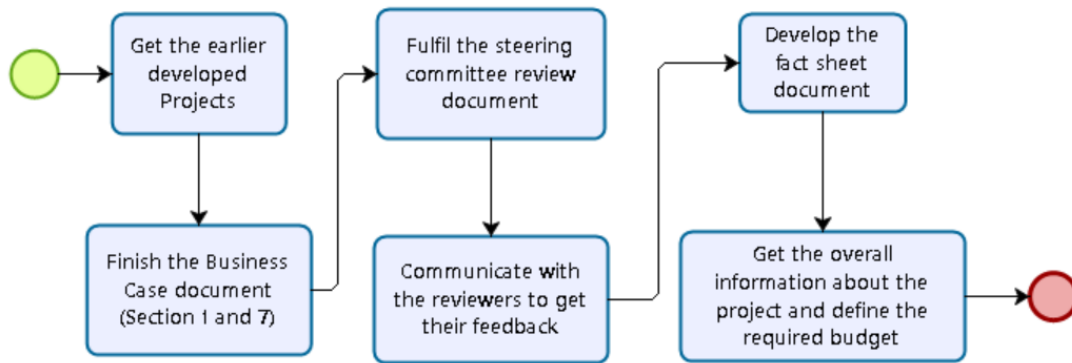 Get the earlier
developed
Projects
Finish the Business
Case document
(Section 1 and 7)
Fulfil the steering
committee review
document
Communicate with
the reviewers to get
their feedback
Develop the
fact sheet
document
Get the overall
information about the
project and define the
required budget